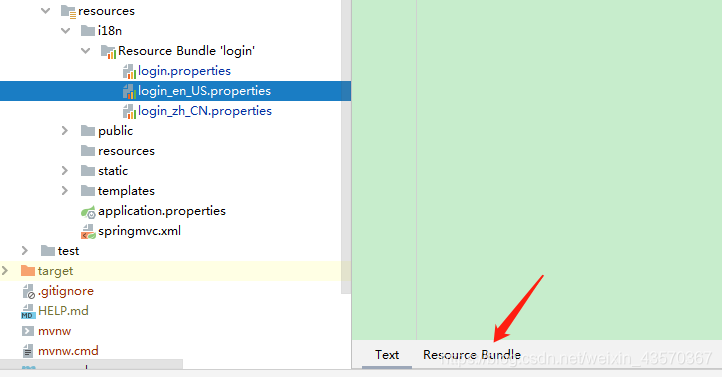 resources
i18n
Resource Bundle 'login'
login.properties
login_en_US.properties
login_zh_CN.properties
public
resources
static
templates
application.properties
springmvc.xml
test
target
.gitignore
MD HELP.md
mvnw
mvnw.cmd
Text Resource Bundle
https://blog.csdn.net/weixin_43570367